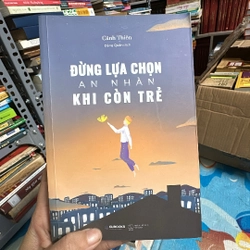 Cảnh Thiên
ĐỪNG LỰA CHỌN
AN NHÀN
KHI CÒN TRẺ